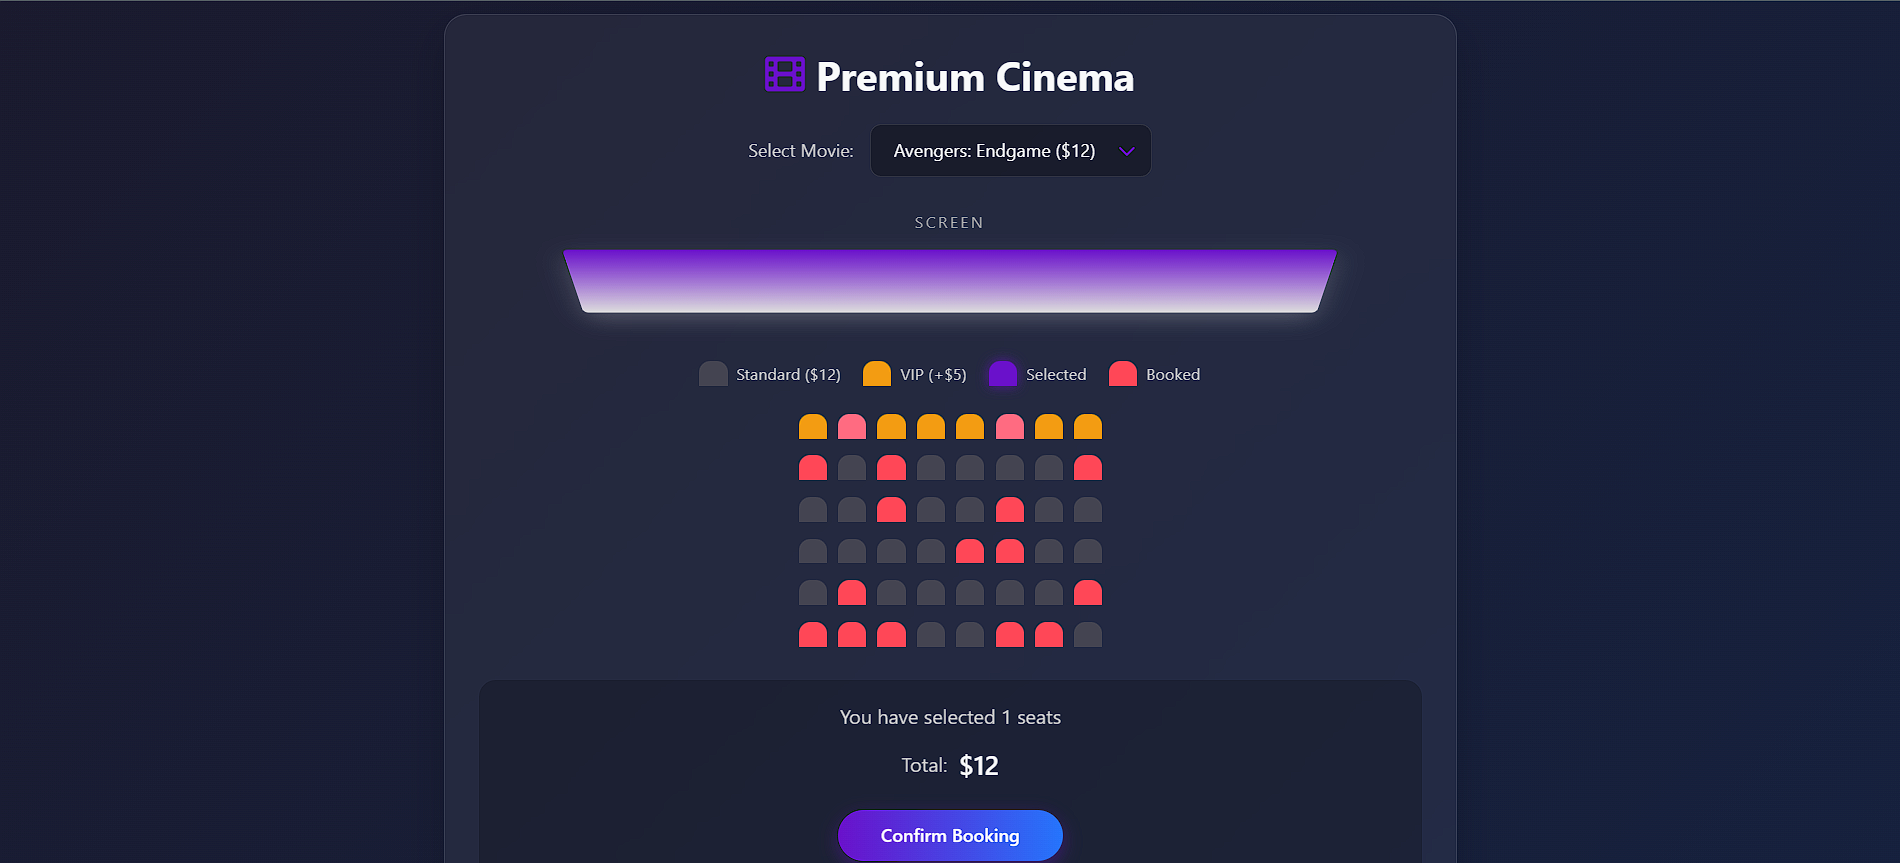 Premium Cinema
Select Movie: Avengers: Endgame ($12)
SCREEN
Standard ($12) VIP (+$5) Selected Booked
You have selected 1 seats
Total: $12
Confirm Booking